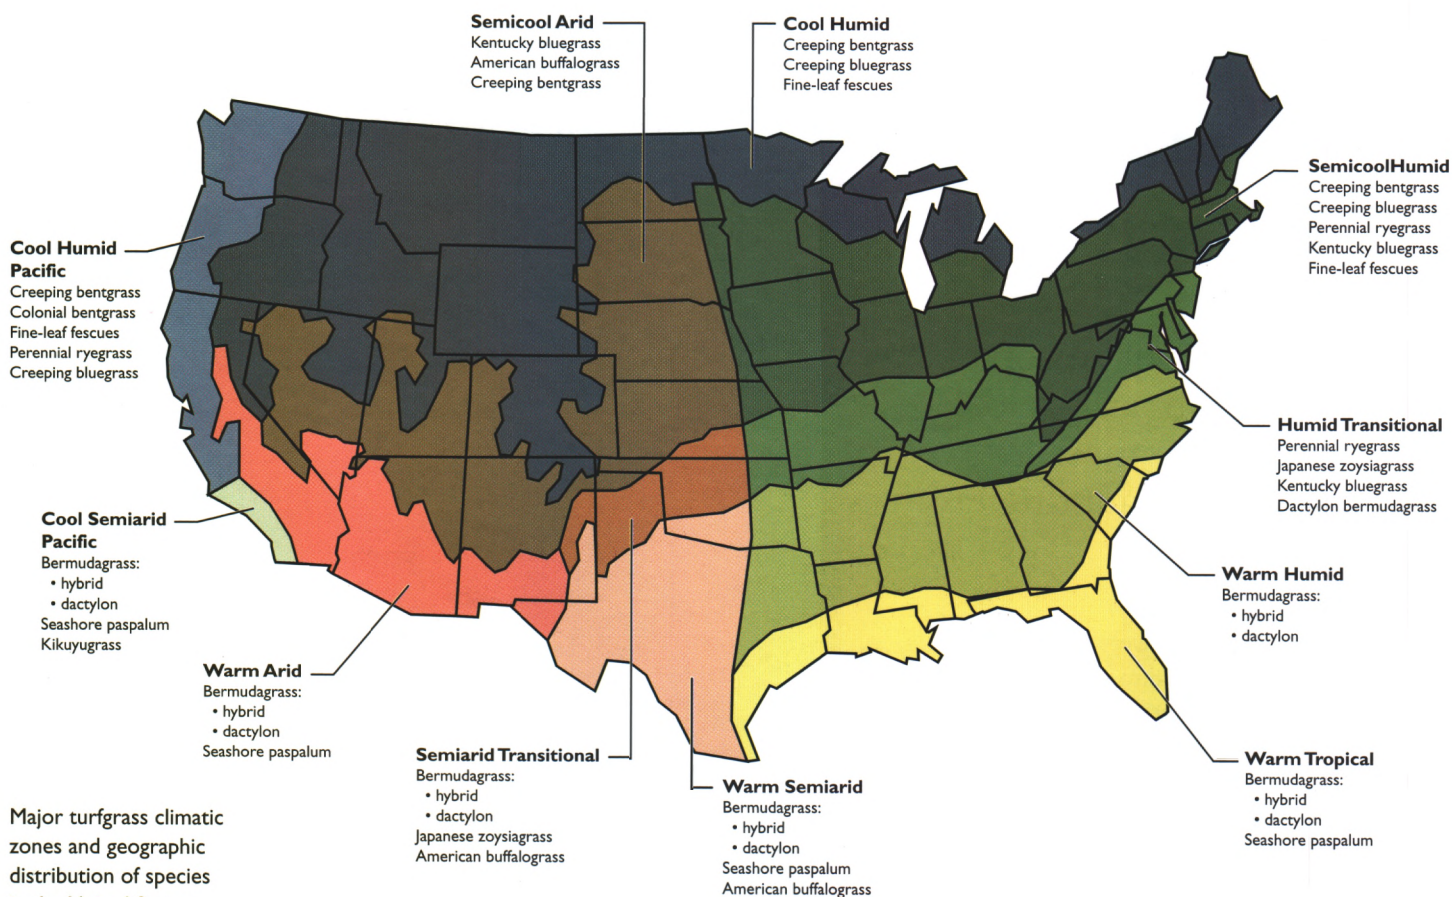 Semicool Arid
Kentucky bluegrass
American buffalograss
Creeping bentgrass
Cool Humid
Creeping bentgrass
Creeping bluegrass
Fine-leaf fescues
SemicoolHumid
Creeping bentgrass
Creeping bluegrass
Perennial ryegrass
Kentucky bluegrass
Fine-leaf fescues
Cool Humid
Pacific
Creeping bentgrass
Colonial bentgrass
Fine-leaf fescues
Perennial ryegrass
Creeping bluegrass
Humid Transitional
Perennial ryegrass
Japanese zoysiagrass
Kentucky bluegrass
Dactylon bermudagrass
Cool Semiarid
Pacific
Bermudagrass:
• hybrid
• dactylon
Seashore paspalum
Kikuyugrass
Warm Humid
Bermudagrass:
• hybrid
• dactylon
Warm Arid
Bermudagrass:
• hybrid
• dactylon
Seashore paspalum
Semiarid Transitional
Bermudagrass:
• hybrid
• dactylon
Japanese zoysiagrass
American buffalograss
Warm Semiarid
Bermudagrass:
• hybrid
• dactylon
Seashore paspalum
American buffalograss
Warm Tropical
Bermudagrass:
• hybrid
• dactylon
Seashore paspalum
Major turfgrass climatic
zones and geographic
distribution of species